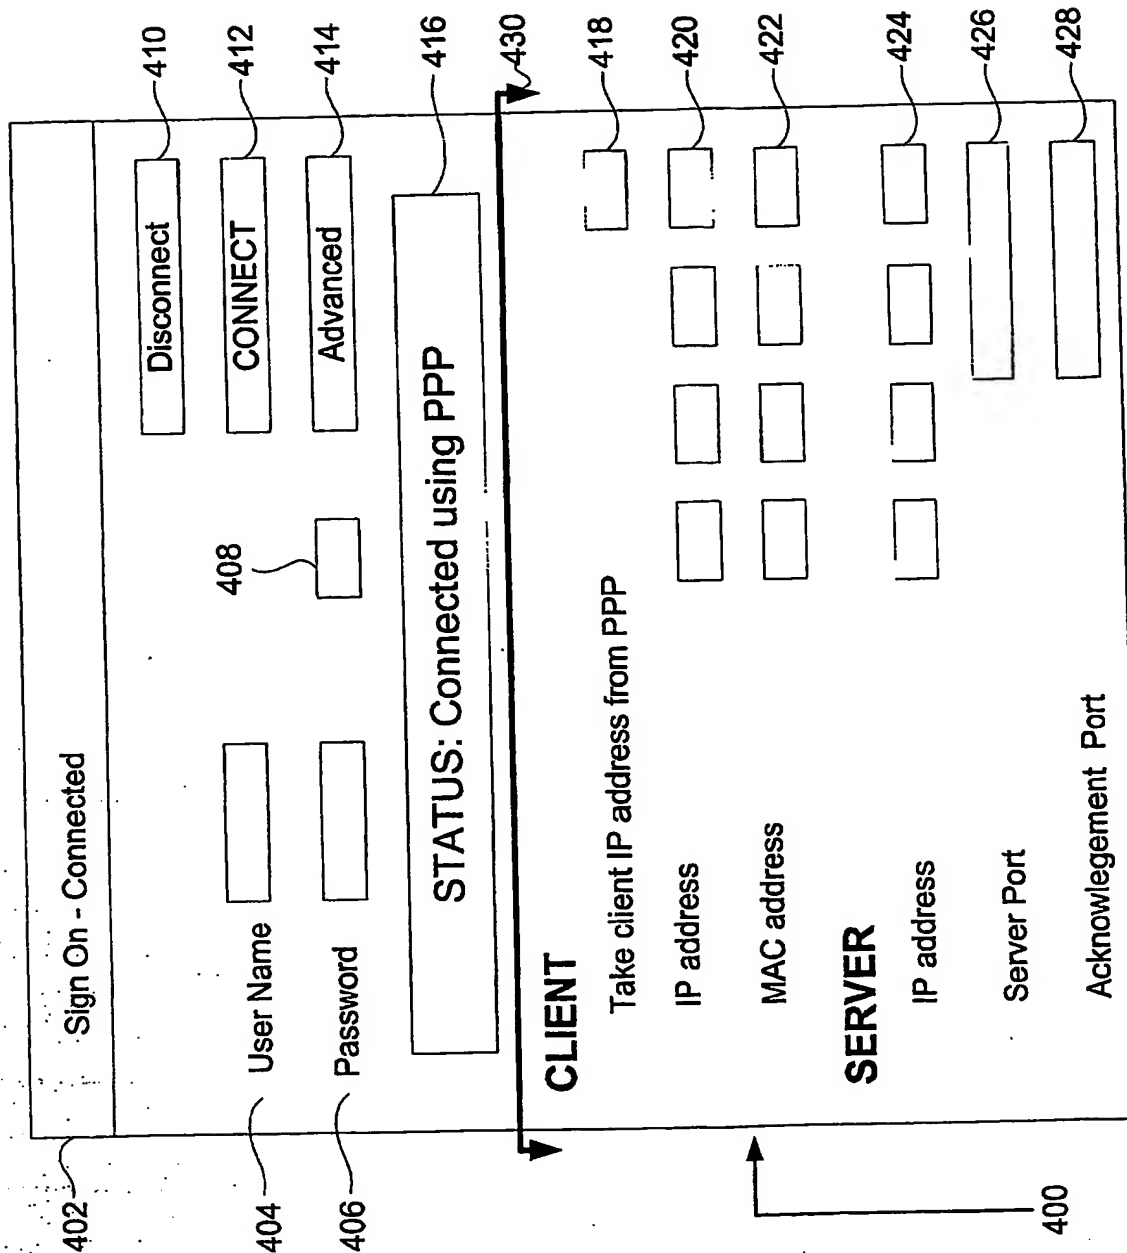 402
Sign On - Connected
Disconnect 410
404 User Name CONNECT 412
408
406 Password Advanced 414
STATUS: Connected using PPP 416
430
CLIENT
Take client IP address from PPP 418
IP address 420
MAC address 422
SERVER
IP address 424
Server Port 426
Acknowlegement Port 428
400